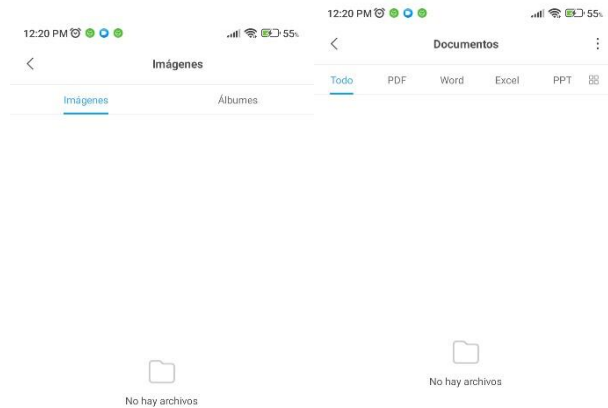 12:20 PM
55%
Imágenes
Imágenes
Álbumes
No hay archivos
12:20 PM
55%
Documentos
Todo
PDF
Word
Excel
PPT
No hay archivos